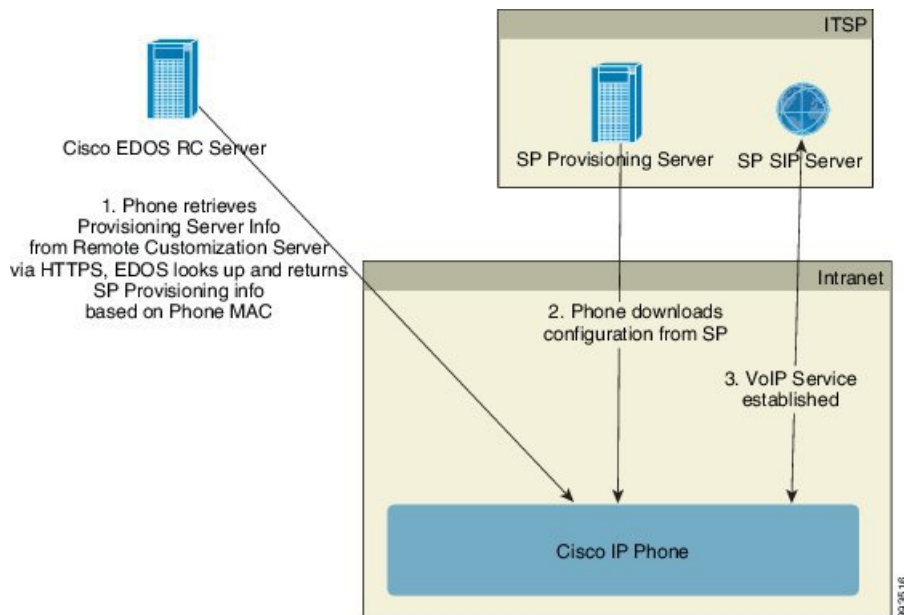 ITSP
Cisco EDOS RC Server
SP Provisioning Server
SP SIP Server
1. Phone retrieves
Provisioning Server Info
from Remote Customization Server
via HTTPS, EDOS looks up and returns
SP Provisioning info
based on Phone MAC
Intranet
2. Phone downloads
configuration from SP
3. VoIP Service
established
Cisco IP Phone